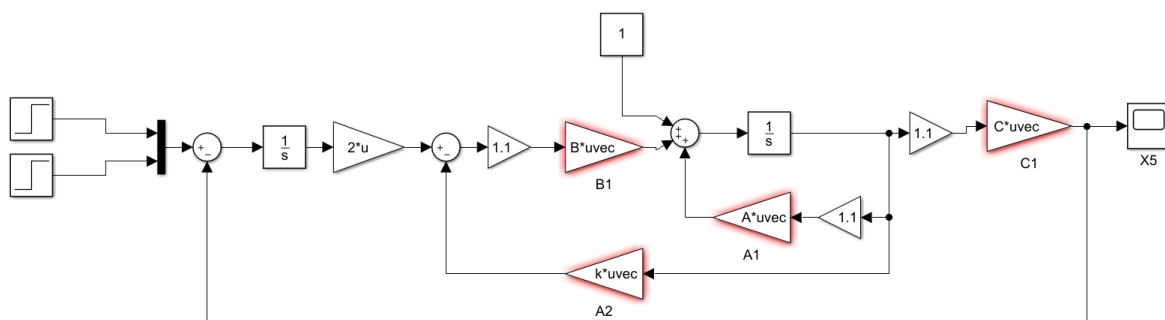 1
+
−
1
s
2*u
+
−
1.1
B*uvec
B1
+
+
+
1
s
1.1
C*uvec
C1
X5
A*uvec
1.1
A1
k*uvec
A2